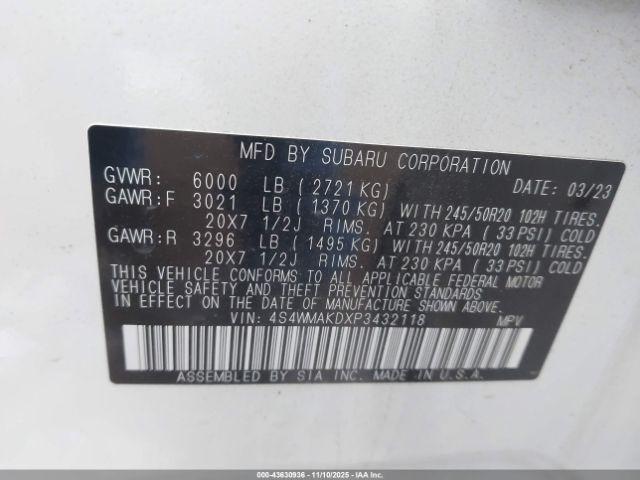 MFD BY SUBARU CORPORATION
GVWR: 6000 LB ( 2721 KG) DATE: 03/23
GAWR:F 3021 LB ( 1370 KG) WITH 245/50R20 102H TIRES.
20X7 1/2J RIMS. AT 230 KPA ( 33 PSI) COLD
GAWR:R 3296 LB ( 1495 KG) WITH 245/50R20 102H TIRES.
20X7 1/2J RIMS. AT 230 KPA ( 33 PSI) COLD
THIS VEHICLE CONFORMS TO ALL APPLICABLE FEDERAL MOTOR
VEHICLE SAFETY AND THEFT PREVENTION STANDARDS IN
EFFECT ON THE DATE OF MANUFACTURE SHOWN ABOVE.
VIN: 4S4WMAKDXP3432118 MPV
ASSEMBLED BY SIA INC. MADE IN U.S.A.
000-43630936 - 11/10/2025 - Copyright IAA, Inc.